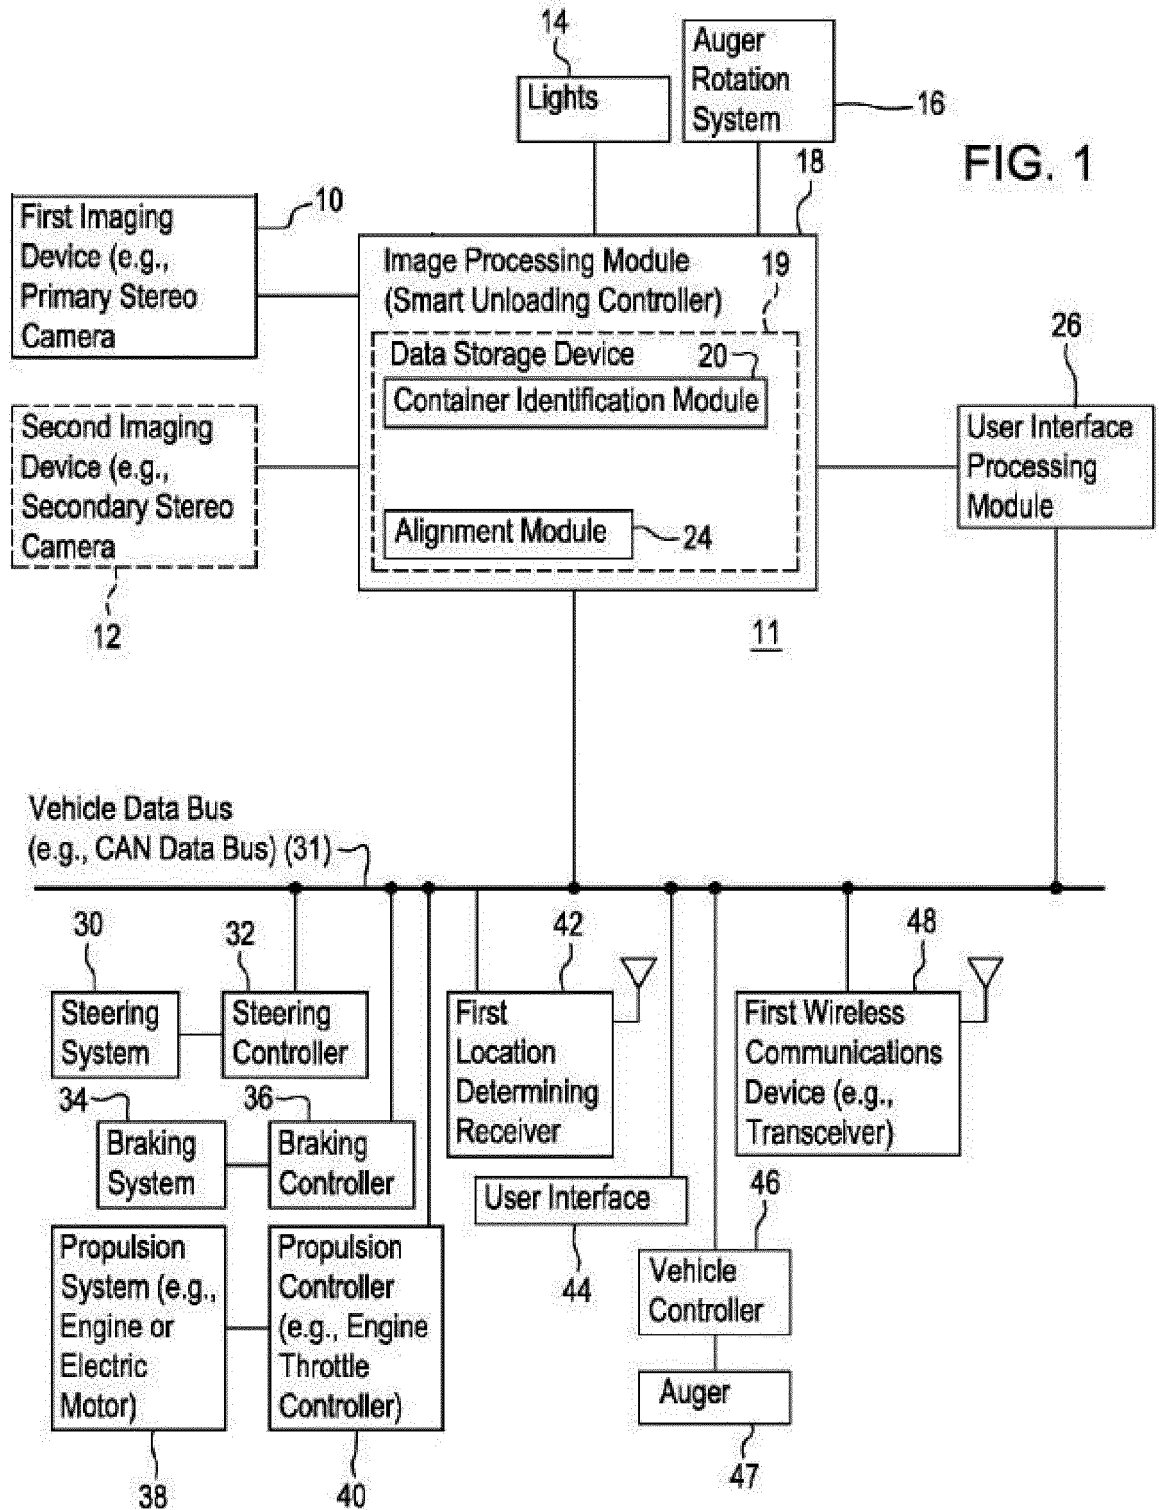 14
Lights
Auger
Rotation
System
16
FIG. 1
18
10
First Imaging
Device (e.g.,
Primary Stereo
Camera
Image Processing Module
(Smart Unloading Controller)
19
Data Storage Device
20
Container Identification Module
Alignment Module
24
26
User Interface
Processing
Module
Second Imaging
Device (e.g.,
Secondary Stereo
Camera
12
11
Vehicle Data Bus
(e.g., CAN Data Bus) (31)
30
Steering
System
32
Steering
Controller
34
Braking
System
36
Braking
Controller
Propulsion
System (e.g.,
Engine or
Electric
Motor)
38
Propulsion
Controller
(e.g., Engine
Throttle
Controller)
40
42
First
Location
Determining
Receiver
User Interface
44
48
First Wireless
Communications
Device (e.g.,
Transceiver)
46
Vehicle
Controller
Auger
47